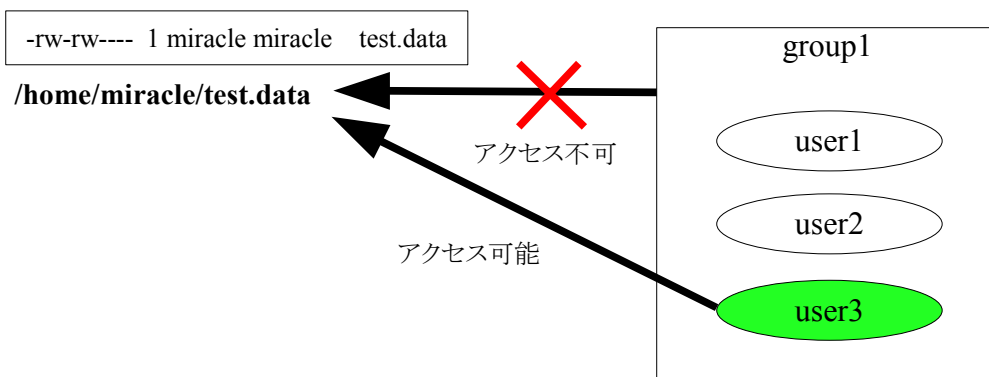 -rw-rw---- 1 miracle miracle test.data
/home/miracle/test.data
アクセス不可
アクセス可能
group1
user1
user2
user3